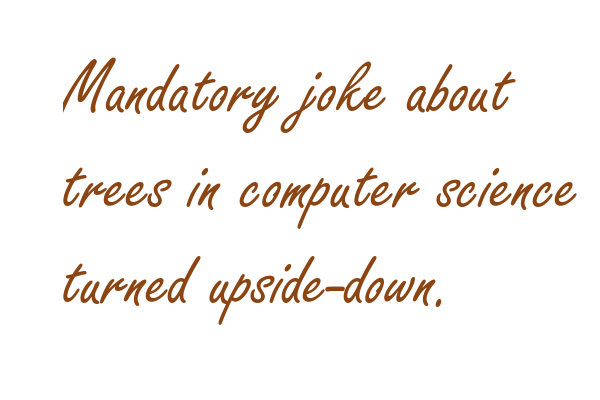 Mandatory joke about
trees in computer science
turned upside-down.